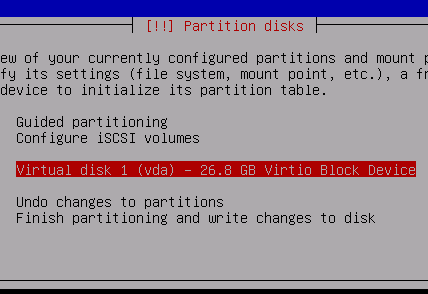 [!!] Partition disks
ew of your currently configured partitions and mount
fy its settings (file system, mount point, etc.), a
device to initialize its partition table.
Guided partitioning
Configure iSCSI volumes
Virtual disk 1 (vda) - 26.8 GB Virtio Block Device
Undo changes to partitions
Finish partitioning and write changes to disk